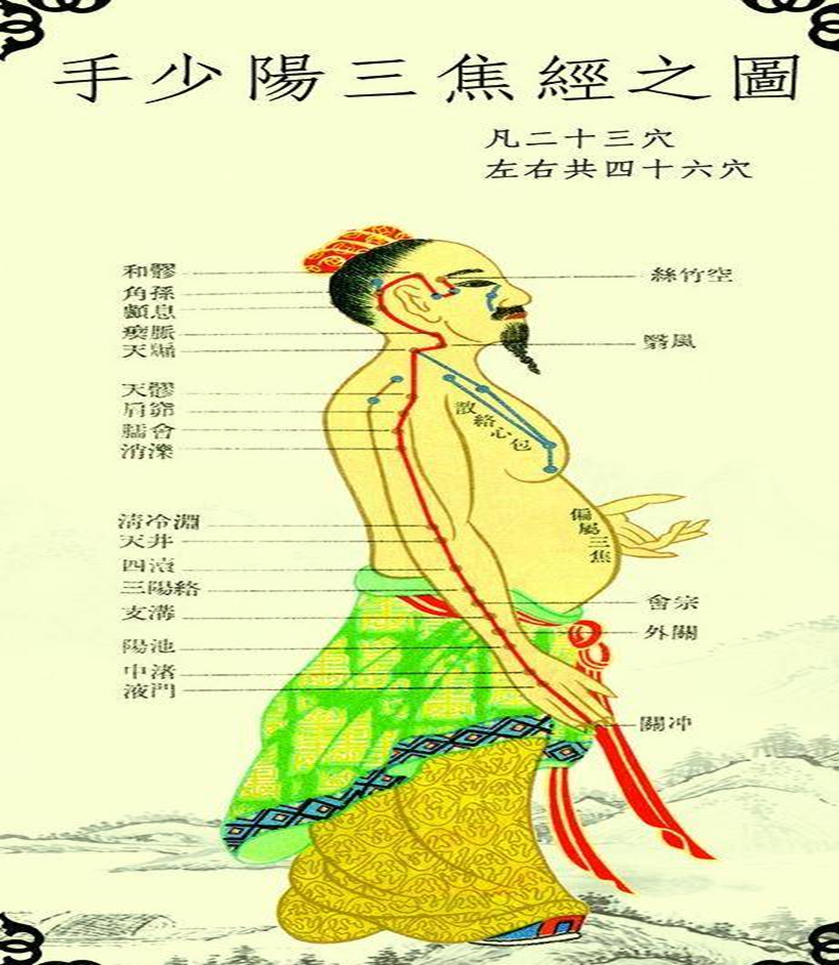 手少陽三焦經之圖
凡二十三穴
左右共四十六穴
和髎
角孫
顱息
瘈脈
天牖
天髎
肩窌
臑會
消濼
清冷淵
天井
四瀆
三陽絡
支溝
陽池
中渚
液門
絲竹空
翳風
會宗
外關
關冲
散絡心包
偏屬三焦